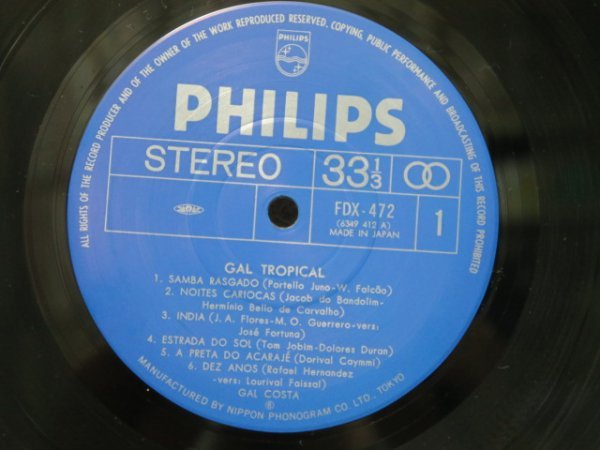 ALL RIGHTS OF THE RECORD PRODUCER AND OF THE OWNER OF THE WORK REPRODUCED RESERVED. COPYING, PUBLIC PERFORMANCE AND BROADCASTING OF THIS RECORD PROHIBITED
PHILIPS
PHILIPS
STEREO 33 1/3
FDX-472
(6349 412 A)
MADE IN JAPAN
1
GAL TROPICAL
1. SAMBA RASGADO (Portello Juno-W. Falcão)
2. NOITES CARIOCAS (Jacob do Bandolim-
Hermínio Bello de Carvalho)
3. INDIA (J. A. Flores-M. O. Guerrero-vers:
José Fortuna)
4. ESTRADA DO SOL (Tom Jobim-Dolores Duran)
5. A PRETA DO ACARAJÉ (Dorival Caymmi)
6. DEZ ANOS (Rafael Hernandez
-vers: Lourival Faissal)
GAL COSTA
MANUFACTURED BY NIPPON PHONOGRAM CO., LTD., TOKYO